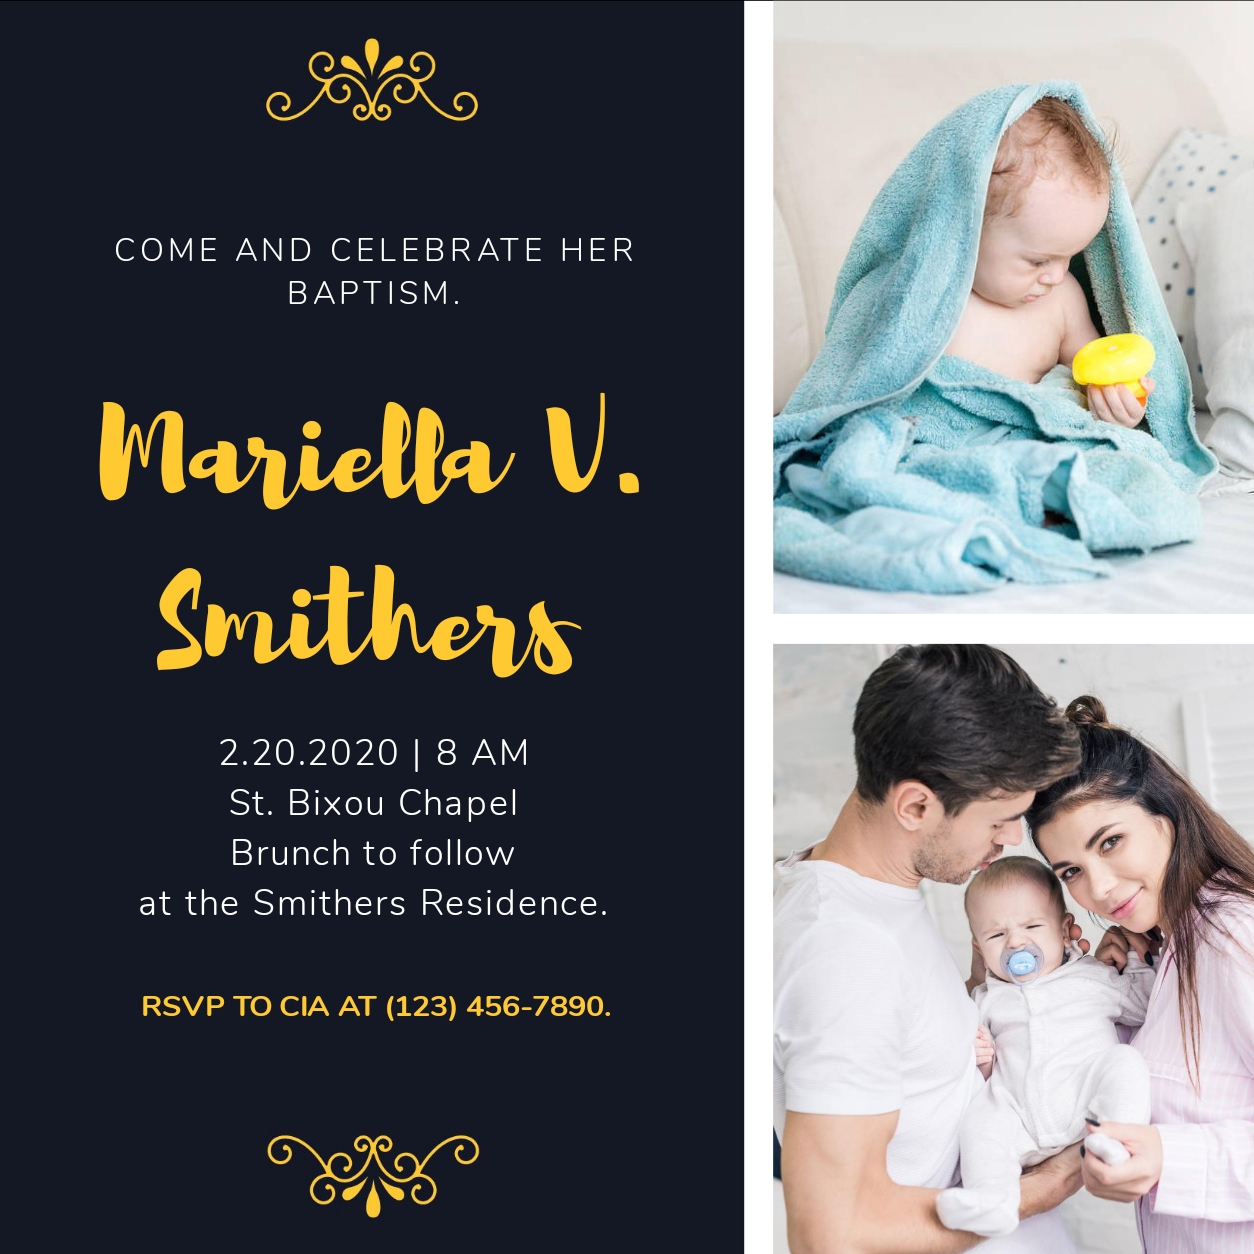 COME AND CELEBRATE HER
BAPTISM.
Mariella V.
Smithers
2.20.2020 | 8 AM
St. Bixou Chapel
Brunch to follow
at the Smithers Residence.
RSVP TO CIA AT (123) 456-7890.